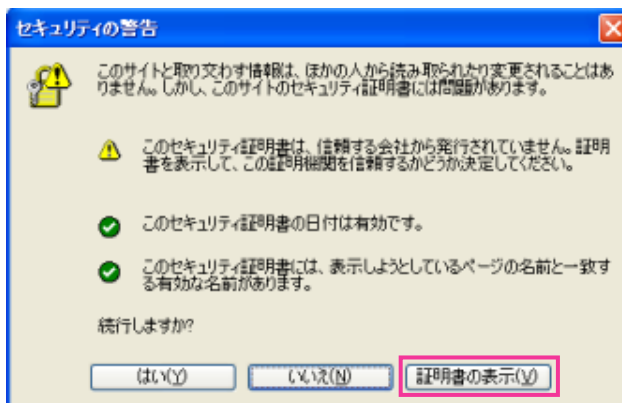 セキュリティの警告
このサイトと取り交わす情報は、ほかの人から読み取られたり変更されることはあ
りません。しかし、このサイトのセキュリティ証明書には問題があります。
このセキュリティ証明書は、信頼する会社から発行されていません。証明
書を表示して、この証明機関を信頼するかどうか決定してください。
このセキュリティ証明書の日付は有効です。
このセキュリティ証明書には、表示しようとしているページの名前と一致す
る有効な名前があります。
続行しますか?
はい(Y) いいえ(N) 証明書の表示(V)